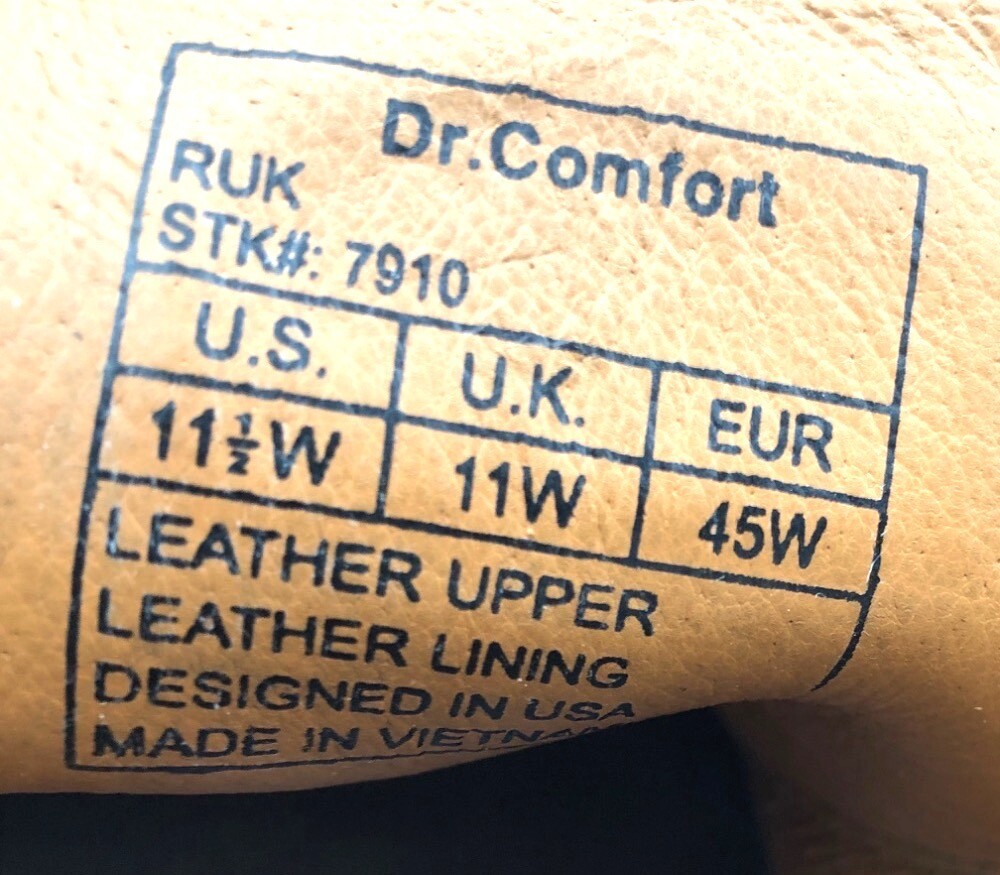 Dr.Comfort
RUK
STK#: 7910
U.S. U.K. EUR
11½W 11W 45W
LEATHER UPPER
LEATHER LINING
DESIGNED IN USA
MADE IN VIETNAM